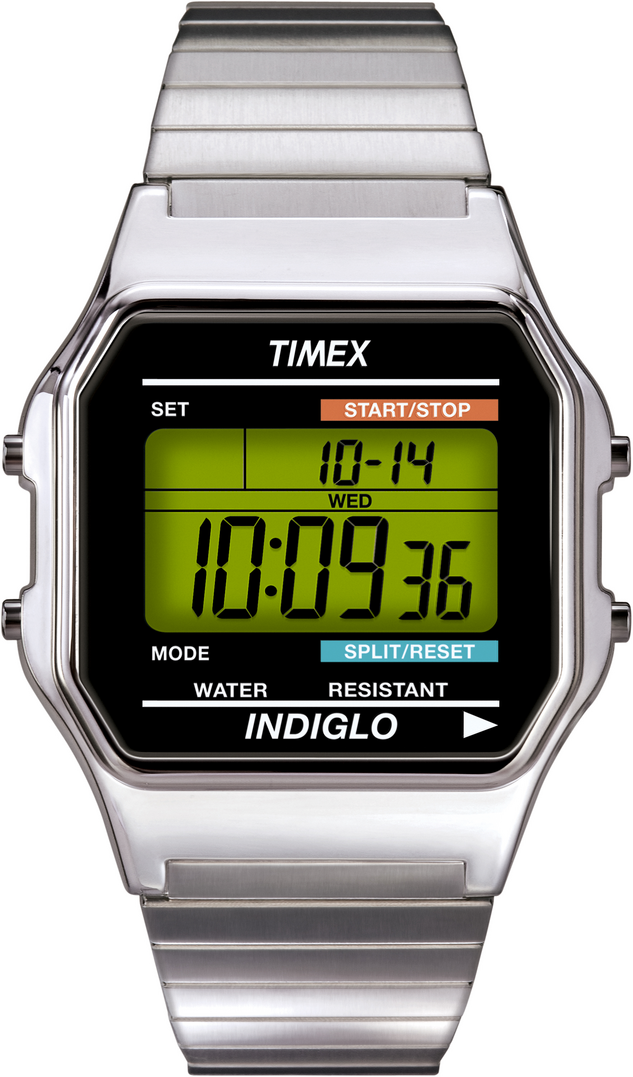 TIMEX
SET START/STOP
10-14
WED
10:09 36
MODE SPLIT/RESET
WATER RESISTANT
INDIGLO